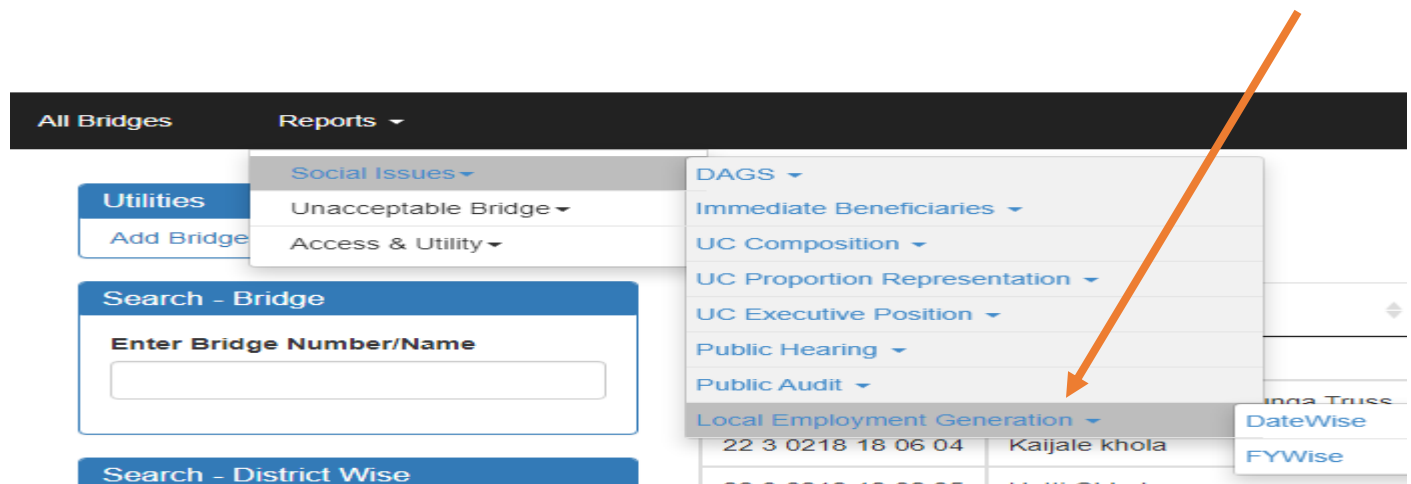 All Bridges
Reports
Social Issues
Unacceptable Bridge
Access & Utility
DAGS
Immediate Beneficiaries
UC Composition
UC Proportion Representation
UC Executive Position
Public Hearing
Public Audit
Local Employment Generation
DateWise
FYWise
Utilities
Add Bridge
Search - Bridge
Enter Bridge Number/Name
Search - District Wise
Truss
22 3 0218 18 06 04 Kaijale khola